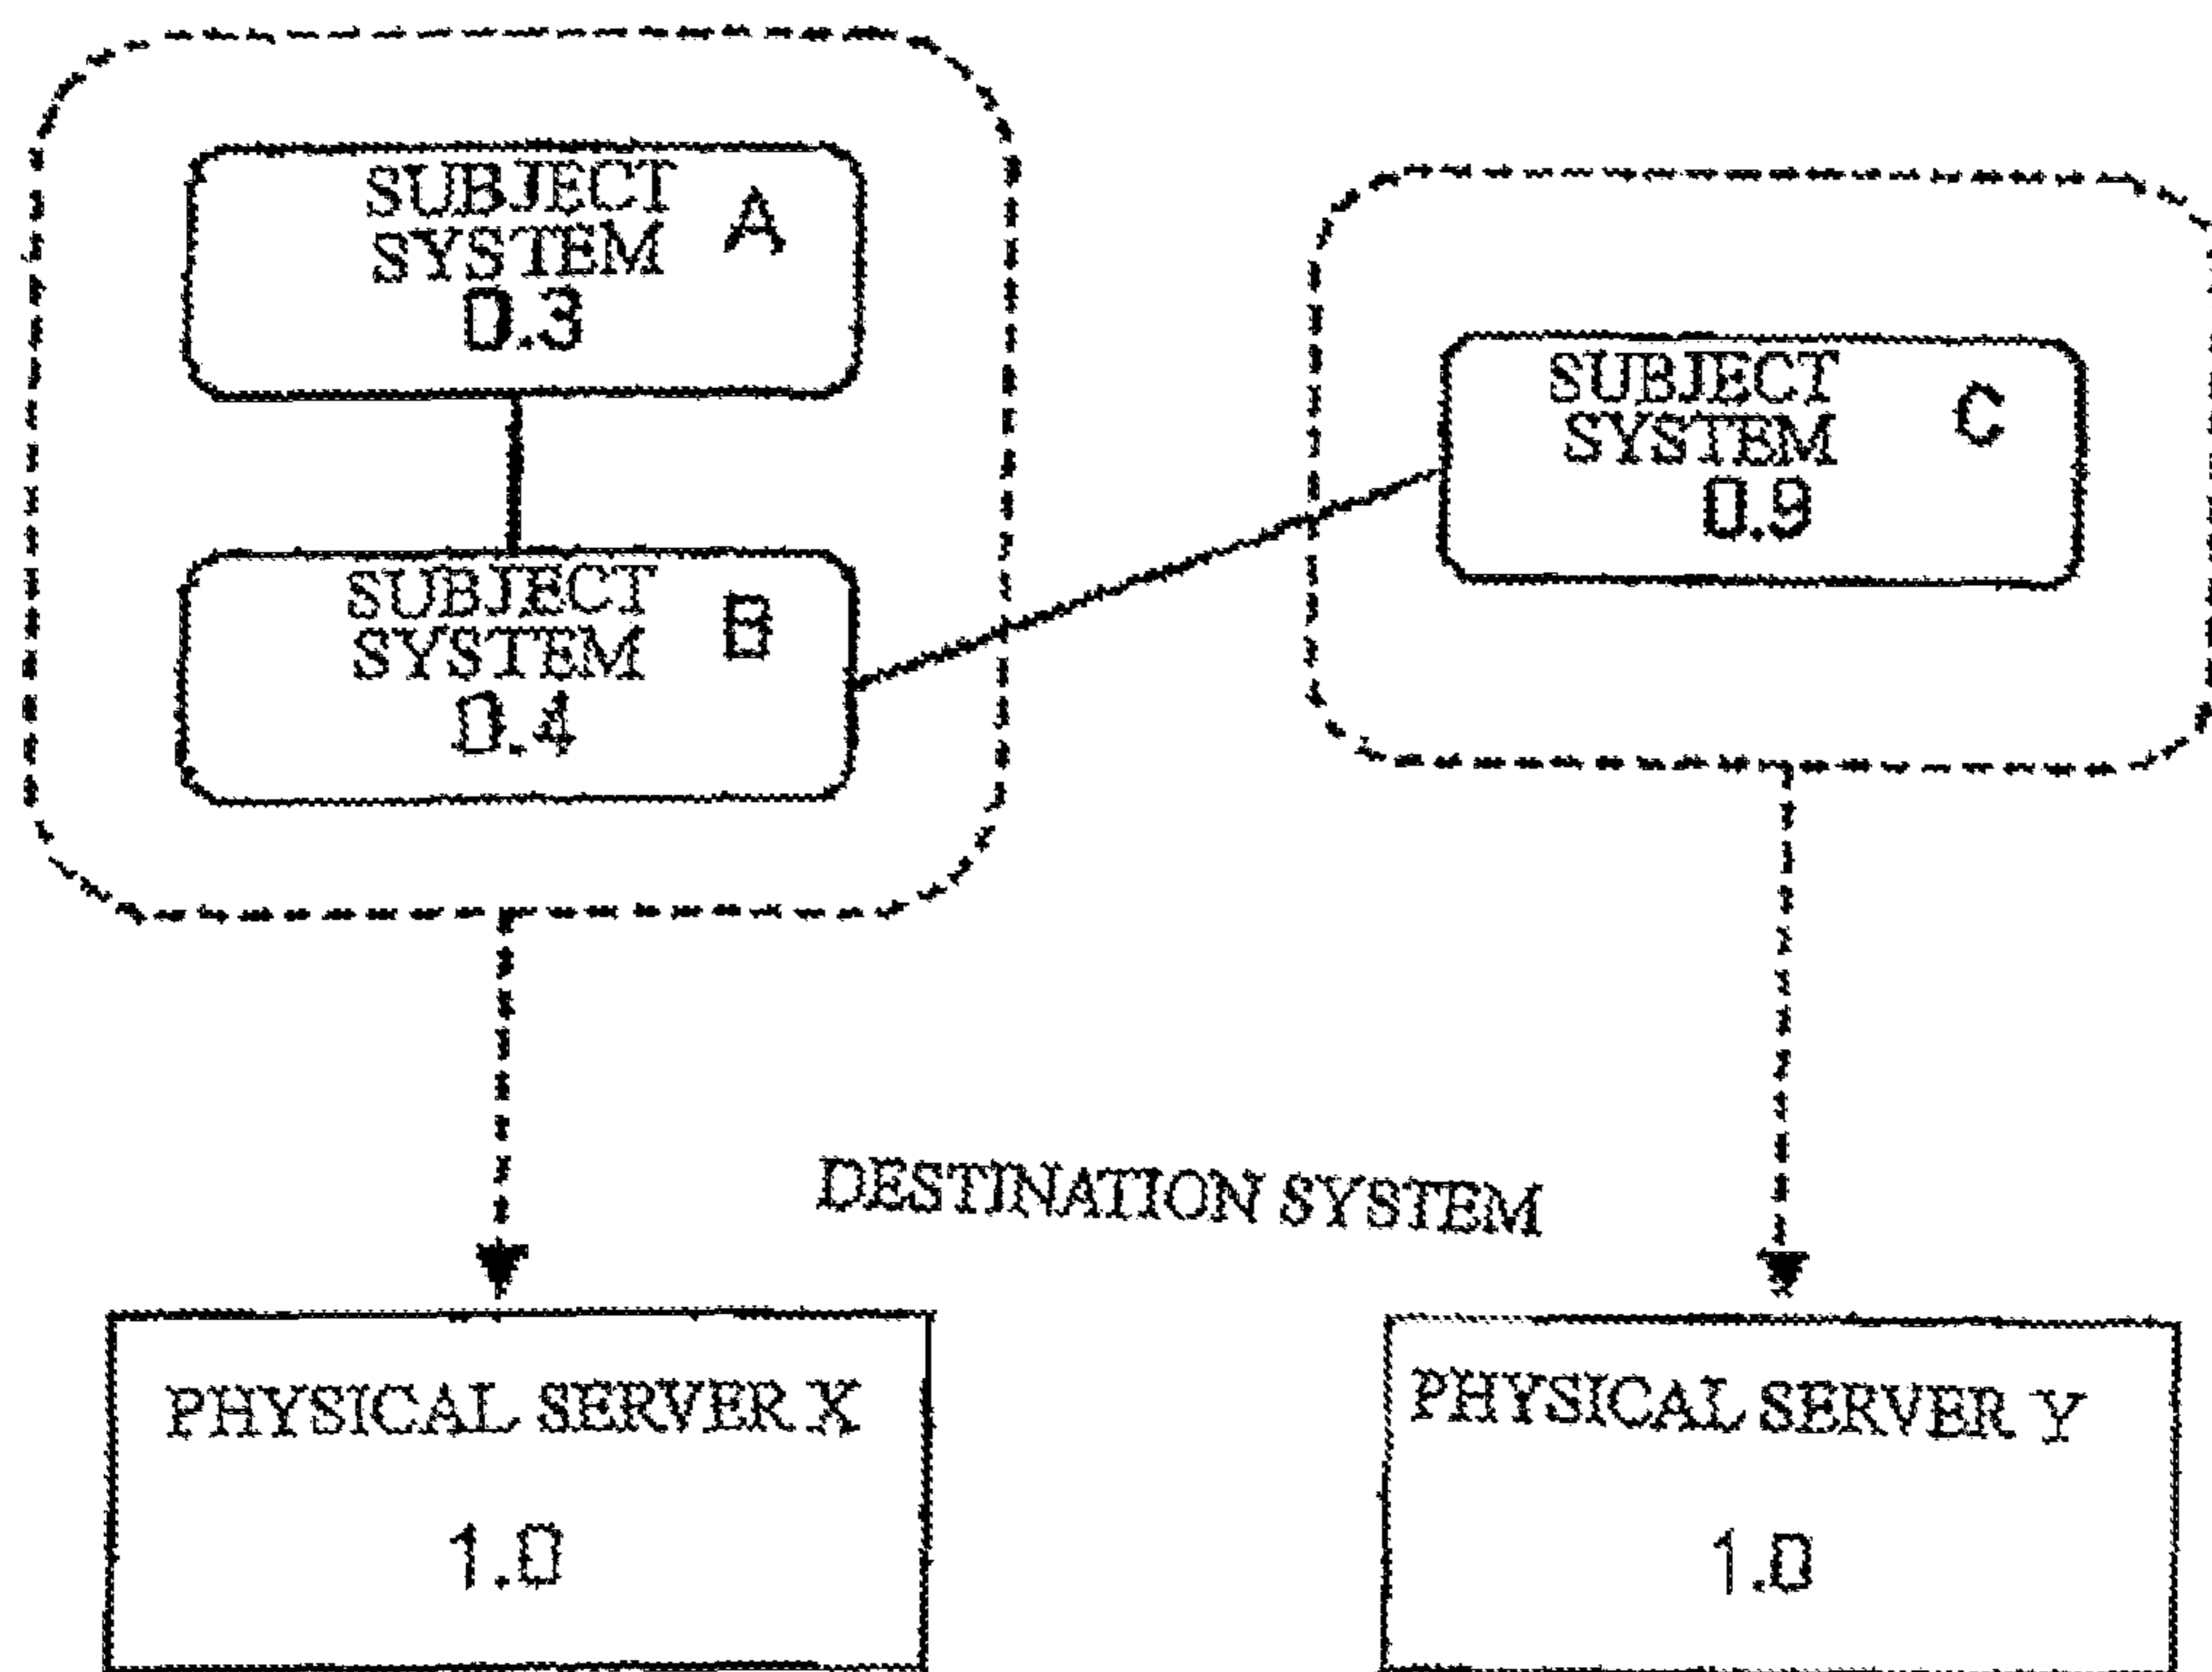 SUBJECT
SYSTEM A
0.3
SUBJECT
SYSTEM B
0.4
SUBJECT
SYSTEM C
0.9
DESTINATION SYSTEM
PHYSICAL SERVER X
1.0
PHYSICAL SERVER Y
1.0